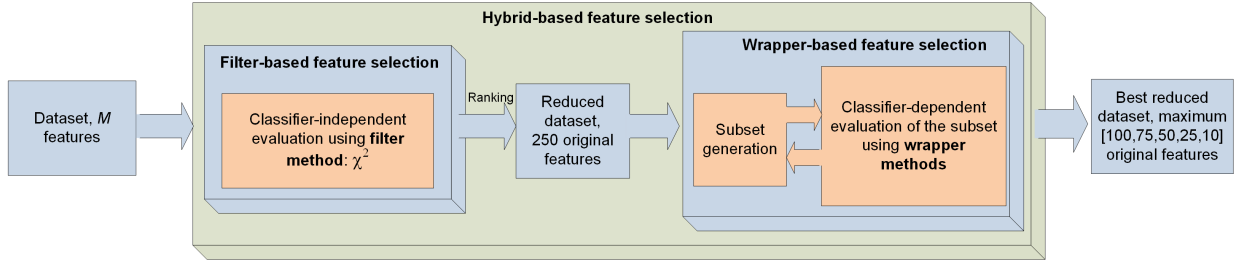 Hybrid-based feature selection
Dataset, M
features
Filter-based feature selection
Classifier-independent
evaluation using filter
method: χ²
Ranking
Reduced
dataset,
250 original
features
Wrapper-based feature selection
Subset
generation
Classifier-dependent
evaluation of the subset
using wrapper
methods
Best reduced
dataset, maximum
[100,75,50,25,10]
original features